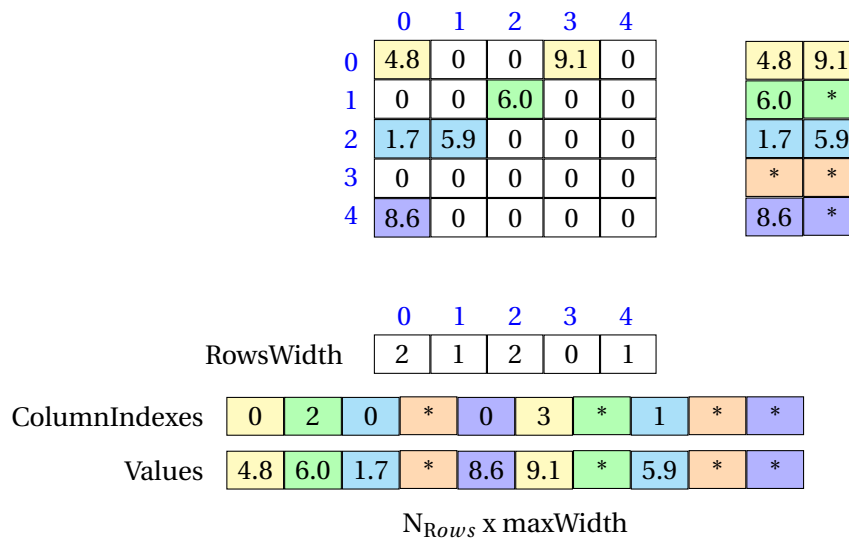 0 1 2 3 4
0 4.8 0 0 9.1 0 4.8 9.1
1 0 0 6.0 0 0 6.0 *
2 1.7 5.9 0 0 0 1.7 5.9
3 0 0 0 0 0 * *
4 8.6 0 0 0 0 8.6 *
0 1 2 3 4
RowsWidth 2 1 2 0 1
ColumnIndexes 0 2 0 * 0 3 * 1 * *
Values 4.8 6.0 1.7 * 8.6 9.1 * 5.9 * *
N_Rows x maxWidth